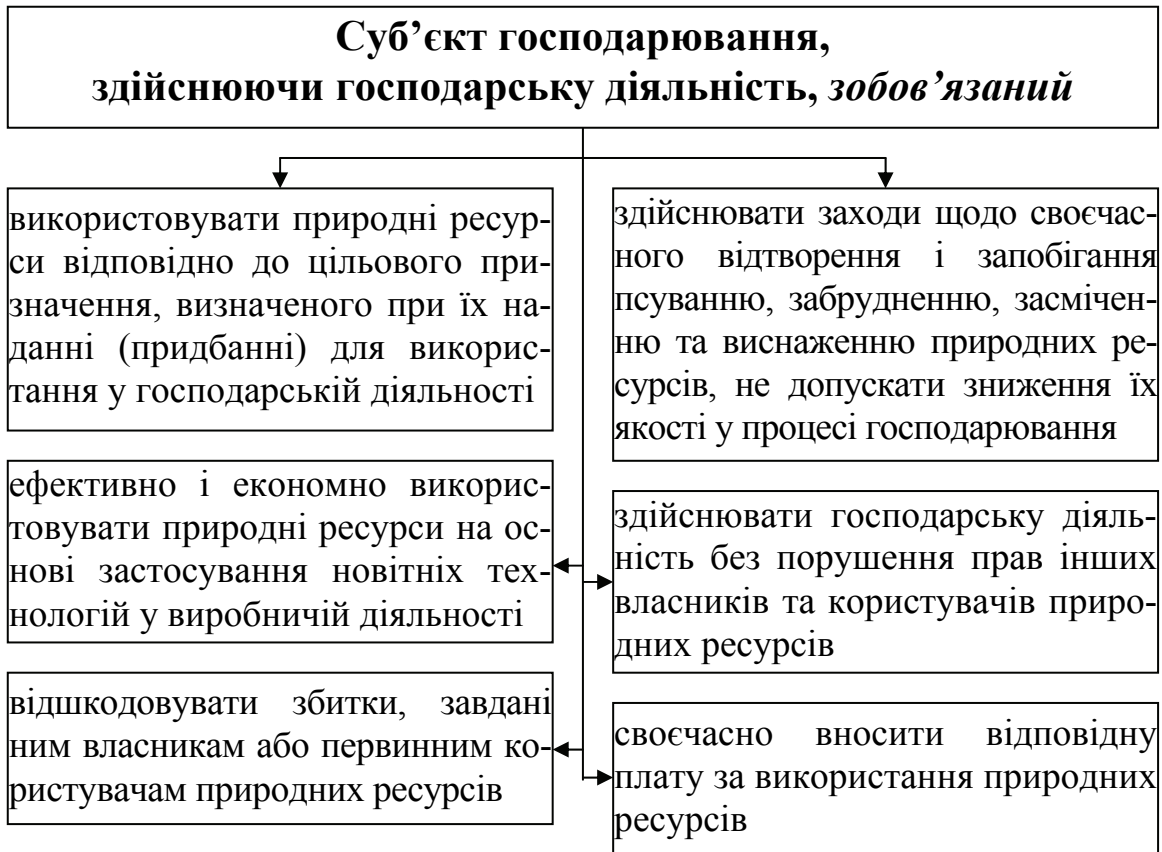 Суб’єкт господарювання,
здійснюючи господарську діяльність, зобов’язаний
використовувати природні ресур-
си відповідно до цільового при-
значення, визначеного при їх на-
данні (придбанні) для викорис-
тання у господарській діяльності
здійснювати заходи щодо своєчас-
ного відтворення і запобігання
псуванню, забрудненню, засмічен-
ню та виснаженню природних ре-
сурсів, не допускати зниження їх
якості у процесі господарювання
ефективно і економно викорис-
товувати природні ресурси на ос-
нові застосування новітніх тех-
нологій у виробничій діяльності
здійснювати господарську діяль-
ність без порушення прав інших
власників та користувачів приро-
дних ресурсів
відшкодовувати збитки, завдані
ним власникам або первинним ко-
ристувачам природних ресурсів
своєчасно вносити відповідну
плату за використання природних
ресурсів